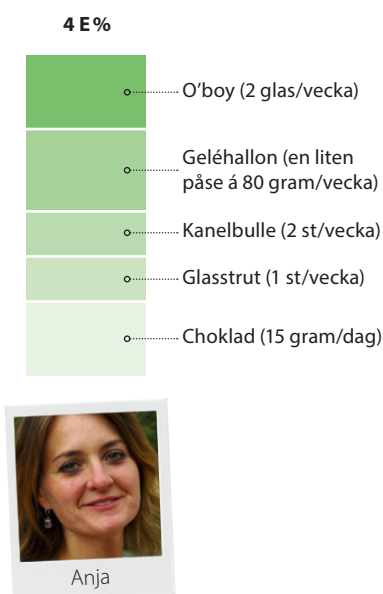 4 E%
O’boy (2 glas/vecka)
Geléhallon (en liten
påse á 80 gram/vecka)
Kanelbulle (2 st/vecka)
Glasstrut (1 st/vecka)
Choklad (15 gram/dag)
Anja